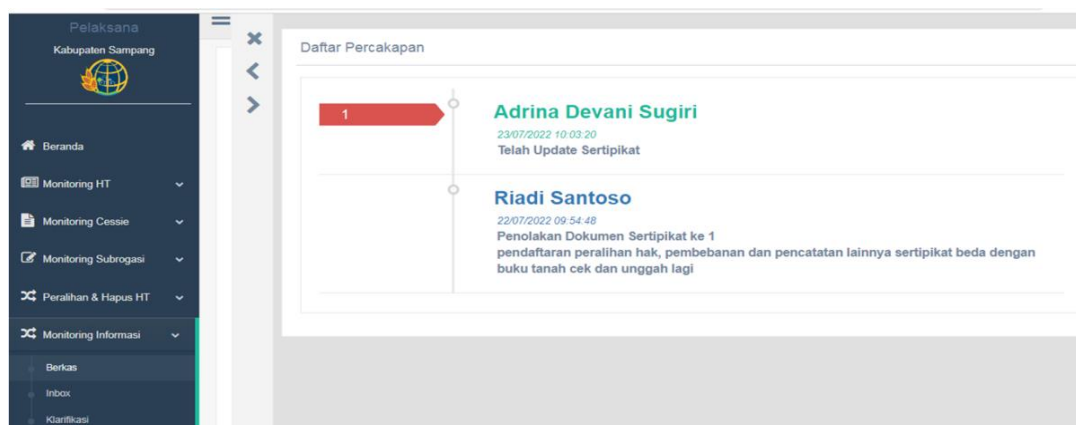 Pelaksana
Kabupaten Sampang
Beranda
Monitoring HT
Monitoring Cessie
Monitoring Subrogasi
Peralihan & Hapus HT
Monitoring Informasi
Berkas
Inbox
Klarifikasi
Daftar Percakapan
1
Adrina Devani Sugiri
23/07/2022 10:03:20
Telah Update Sertipikat
Riadi Santoso
22/07/2022 09:54:48
Penolakan Dokumen Sertipikat ke 1
pendaftaran peralihan hak, pembebanan dan pencatatan lainnya sertipikat beda dengan
buku tanah cek dan unggah lagi